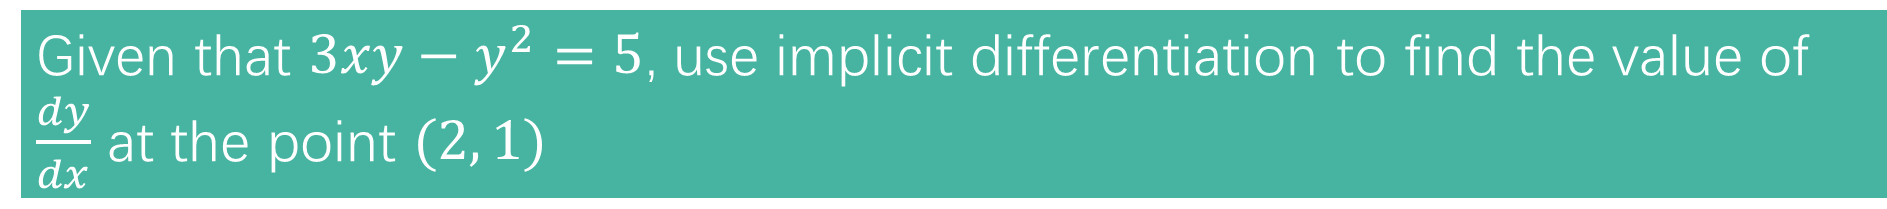 Given that 3xy − y² = 5, use implicit differentiation to find the value of
dy/dx at the point (2, 1)